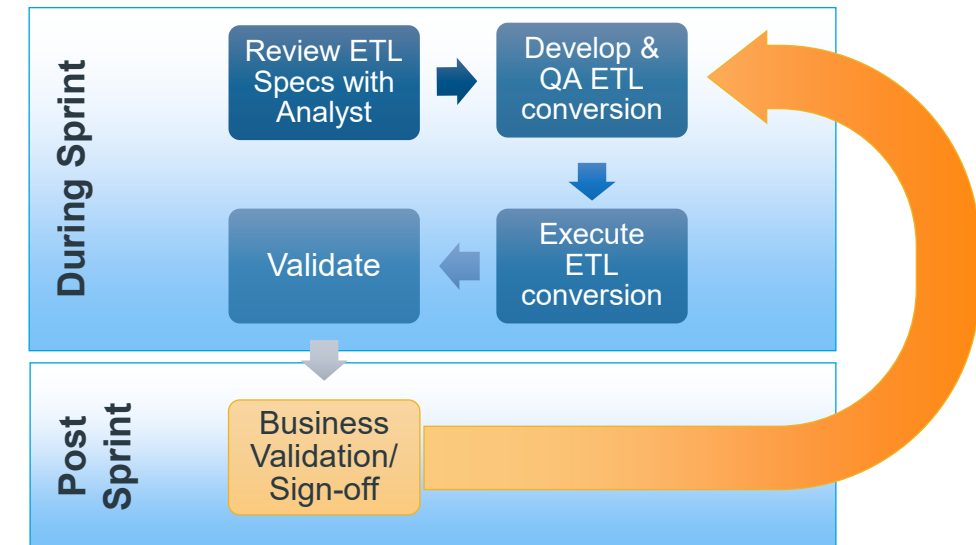 During Sprint
Review ETL
Specs with
Analyst
Develop &
QA ETL
conversion
Execute
ETL
conversion
Validate
Post
Sprint
Business
Validation/
Sign-off